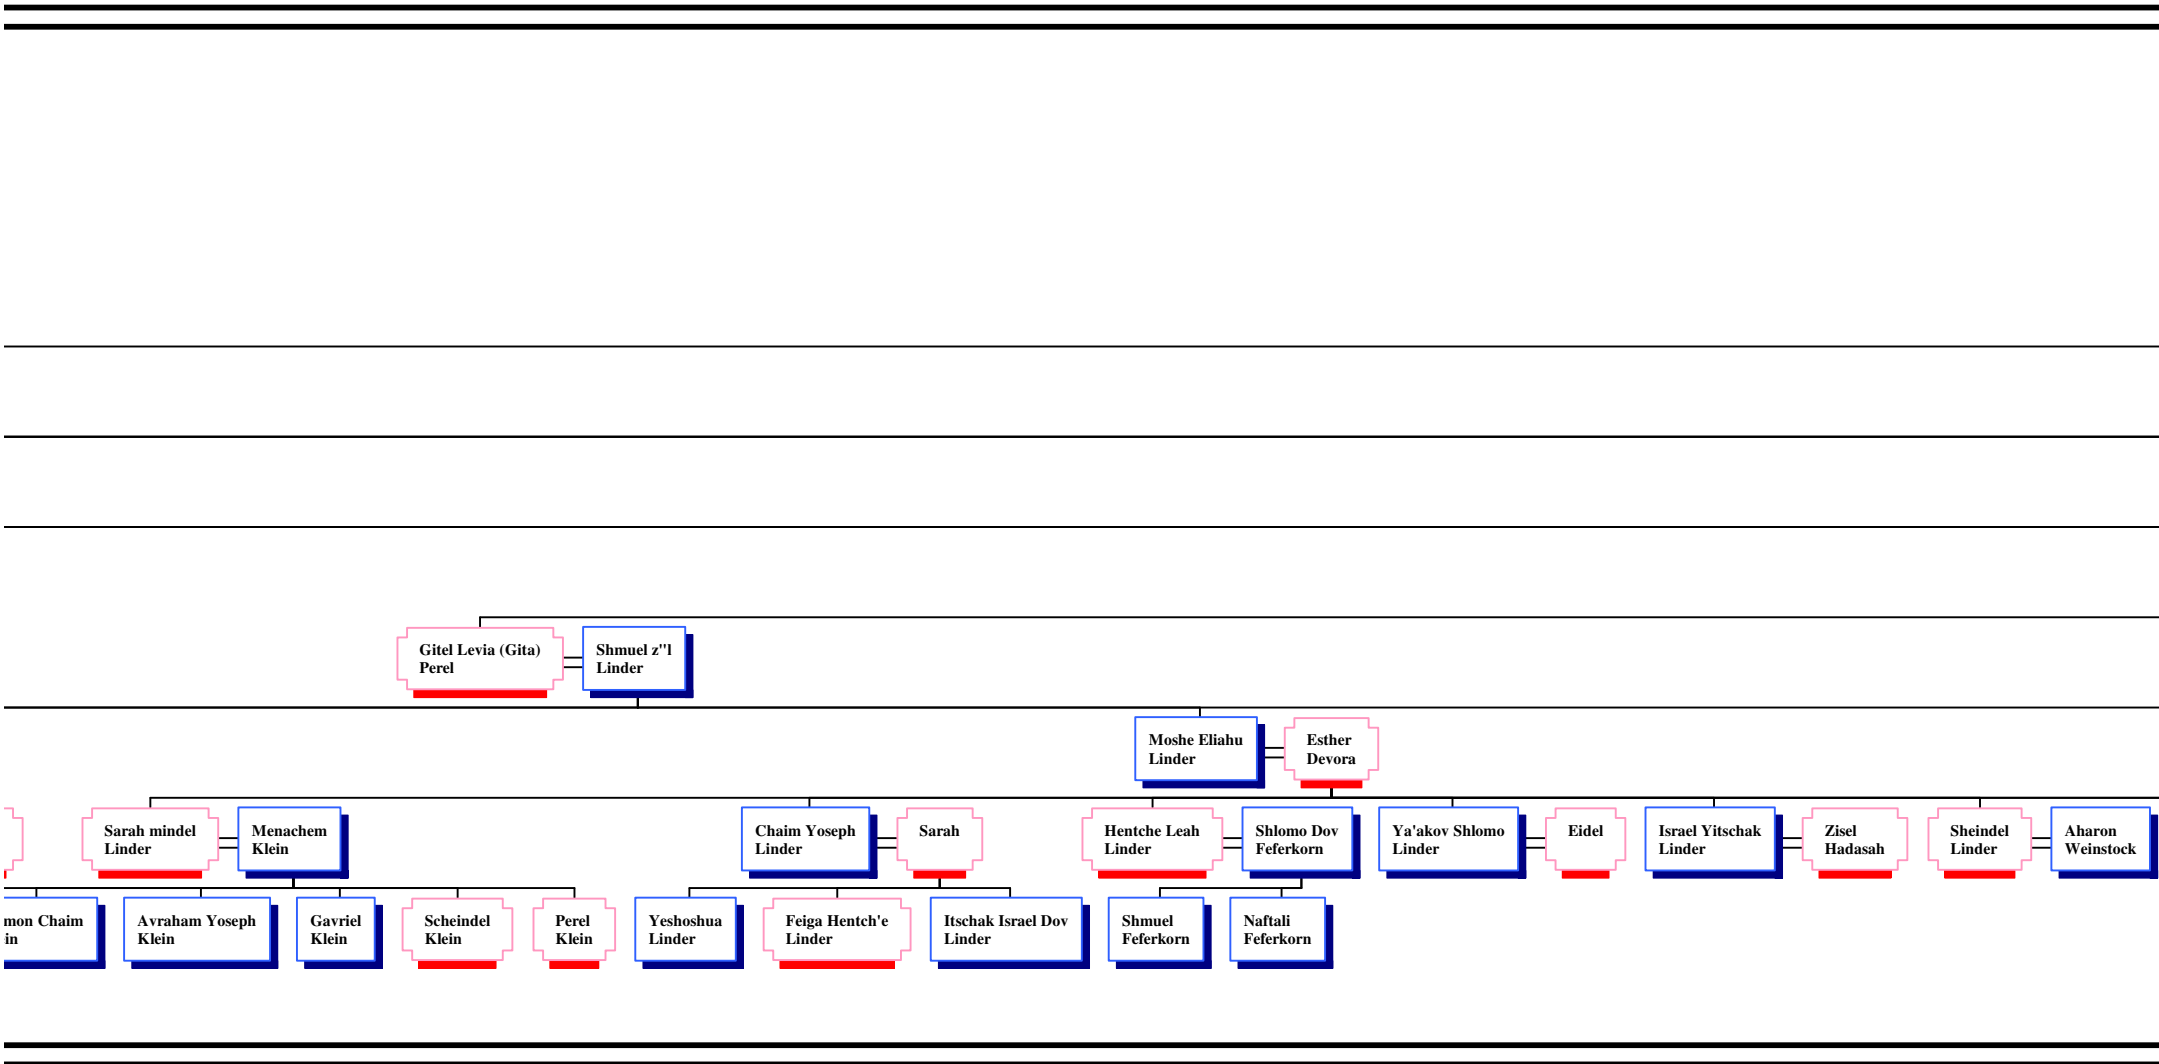 Gitel Levia (Gita)
Perel
Shmuel z"l
Linder
Moshe Eliahu
Linder
Esther
Devora
Sarah mindel
Linder
Menachem
Klein
Chaim Yoseph
Linder
Sarah
Hentche Leah
Linder
Shlomo Dov
Feferkorn
Ya'akov Shlomo
Linder
Eidel
Israel Yitschak
Linder
Zisel
Hadasah
Sheindel
Linder
Aharon
Weinstock
mon Chaim
in
Avraham Yoseph
Klein
Gavriel
Klein
Scheindel
Klein
Perel
Klein
Yeshoshua
Linder
Feiga Hentch'e
Linder
Itschak Israel Dov
Linder
Shmuel
Feferkorn
Naftali
Feferkorn